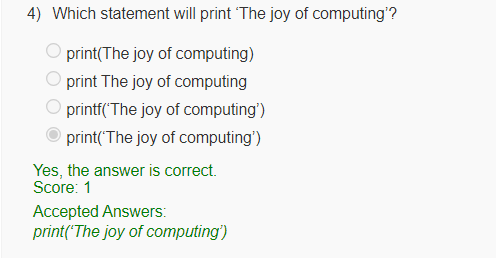 4) Which statement will print ‘The joy of computing’?
print(The joy of computing)
print The joy of computing
printf(‘The joy of computing’)
print(‘The joy of computing’)
Yes, the answer is correct.
Score: 1
Accepted Answers:
print(‘The joy of computing’)